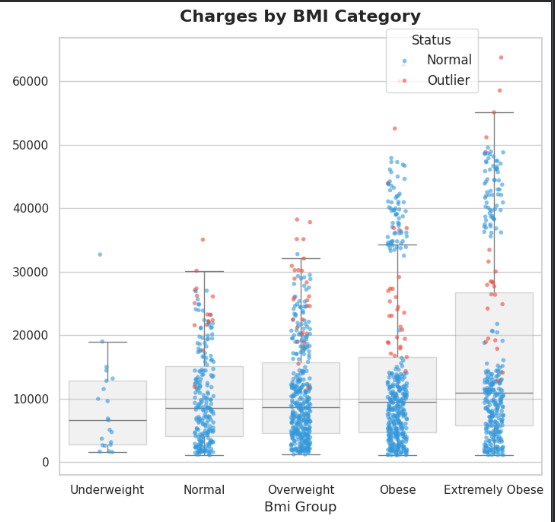 Charges by BMI Category
Status
Normal
Outlier
60000
50000
40000
30000
20000
10000
0
Underweight Normal Overweight Obese Extremely Obese
Bmi Group